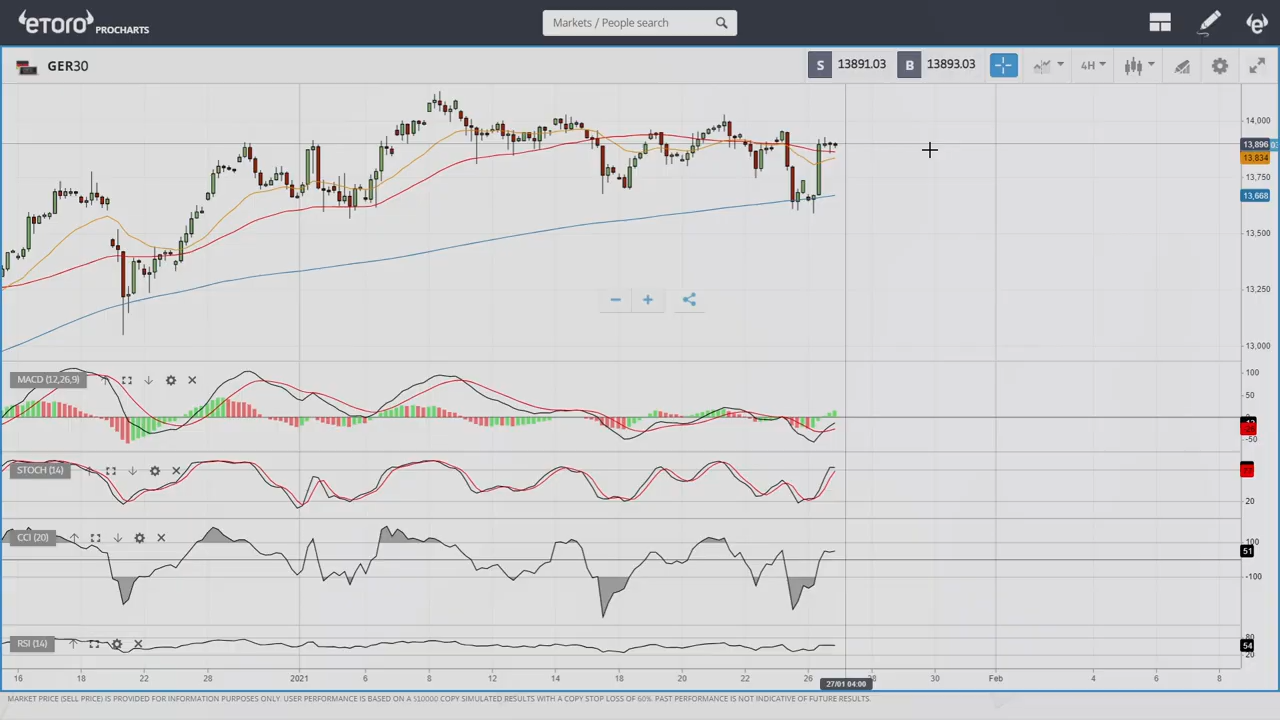 eToro PROCHARTS
Markets / People search
GER30
S 13891.03 B 13893.03
4H
14,000
13,896
13,834
13,750
13,668
13,500
13,250
13,000
MACD (12,26,9)
100
50
0
-50
STOCH (14)
77
20
CCI (20)
100
51
-100
RSI (14)
80
54
20
16 18 22 28 2021 6 8 12 14 18 20 22 26 28 30 Feb 4 6 8
27/01 04:00
MARKET PRICE (SELL PRICE) IS PROVIDED FOR INFORMATION PURPOSES ONLY. USER PERFORMANCE IS BASED ON A $10000 COPY SIMULATED RESULTS WITH A COPY STOP LOSS OF 60%. PAST PERFORMANCE IS NOT INDICATIVE OF FUTURE RESULTS.